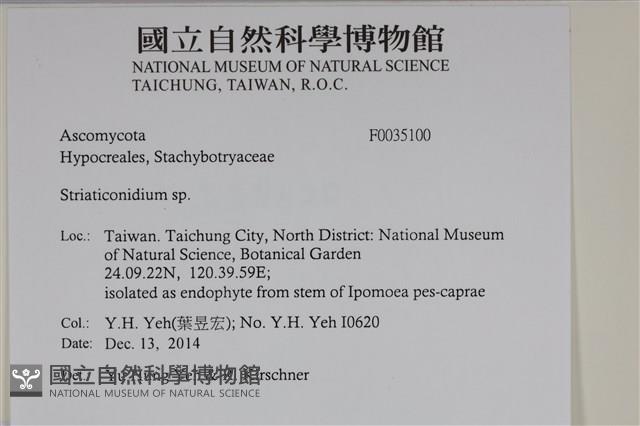 國立自然科學博物館
NATIONAL MUSEUM OF NATURAL SCIENCE
TAICHUNG, TAIWAN, R.O.C.
Ascomycota F0035100
Hypocreales, Stachybotryaceae
Striaticonidium sp.
Loc.: Taiwan. Taichung City, North District: National Museum
of Natural Science, Botanical Garden
24.09.22N, 120.39.59E;
isolated as endophyte from stem of Ipomoea pes-caprae
Col.: Y.H. Yeh(葉昱宏); No. Y.H. Yeh I0620
Date: Dec. 13, 2014
國立自然科學博物館
NATIONAL MUSEUM OF NATURAL SCIENCE